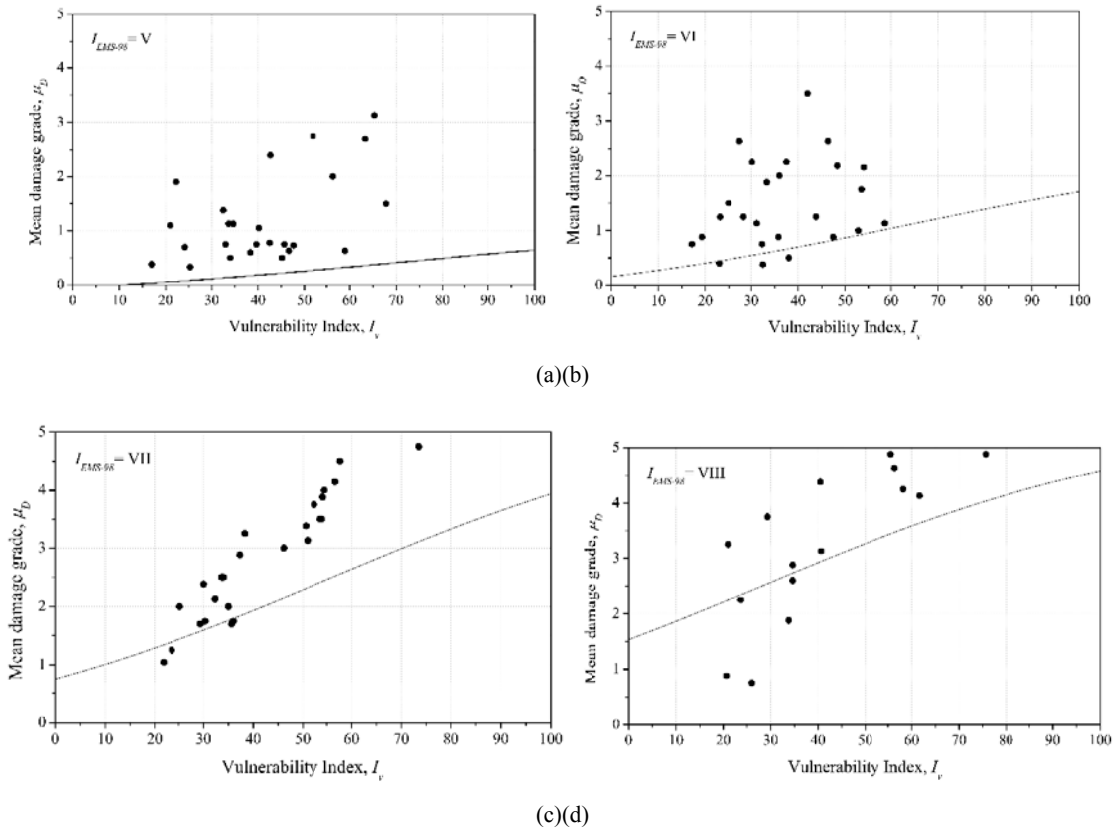 5
4
3
2
1
0
I_EMS-98 = V
Mean damage grade, μ_D
0 10 20 30 40 50 60 70 80 90 100
Vulnerability Index, I_v
5
4
3
2
1
0
I_EMS-98 = VI
Mean damage grade, μ_D
0 10 20 30 40 50 60 70 80 90 100
Vulnerability Index, I_v
(a)(b)
5
4
3
2
1
0
I_EMS-98 = VII
Mean damage grade, μ_D
0 10 20 30 40 50 60 70 80 90 100
Vulnerability Index, I_v
5
4
3
2
1
0
I_EMS-98 = VIII
Mean damage grade, μ_D
0 10 20 30 40 50 60 70 80 90 100
Vulnerability Index, I_v
(c)(d)